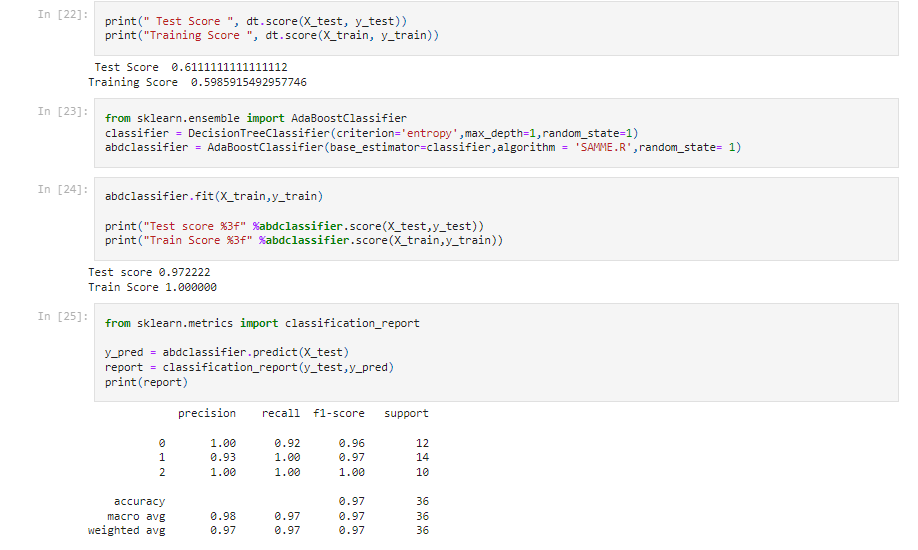 In [22]:
print(" Test Score ", dt.score(X_test, y_test))
print("Training Score ", dt.score(X_train, y_train))
Test Score  0.6111111111111112
Training Score  0.5985915492957746
In [23]:
from sklearn.ensemble import AdaBoostClassifier
classifier = DecisionTreeClassifier(criterion='entropy',max_depth=1,random_state=1)
abdclassifier = AdaBoostClassifier(base_estimator=classifier,algorithm = 'SAMME.R',random_state= 1)
In [24]:
abdclassifier.fit(X_train,y_train)
print("Test score %3f" %abdclassifier.score(X_test,y_test))
print("Train Score %3f" %abdclassifier.score(X_train,y_train))
Test score 0.972222
Train Score 1.000000
In [25]:
from sklearn.metrics import classification_report
y_pred = abdclassifier.predict(X_test)
report = classification_report(y_test,y_pred)
print(report)
precision recall f1-score support
0 1.00 0.92 0.96 12
1 0.93 1.00 0.97 14
2 1.00 1.00 1.00 10
accuracy 0.97 36
macro avg 0.98 0.97 0.97 36
weighted avg 0.97 0.97 0.97 36